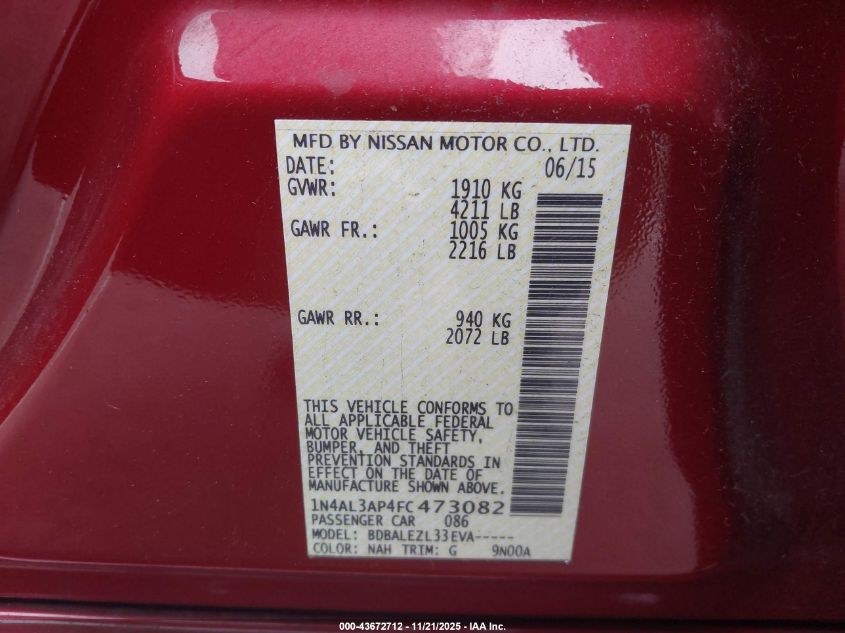 MFD BY NISSAN MOTOR CO., LTD.
DATE: 06/15
GVWR: 1910 KG
4211 LB
GAWR FR.: 1005 KG
2216 LB
GAWR RR.: 940 KG
2072 LB
THIS VEHICLE CONFORMS TO
ALL APPLICABLE FEDERAL
MOTOR VEHICLE SAFETY,
BUMPER, AND THEFT
PREVENTION STANDARDS IN
EFFECT ON THE DATE OF
MANUFACTURE SHOWN ABOVE.
1N4AL3AP4FC473082
PASSENGER CAR 086
MODEL: BDBALEZL33EVA-----
COLOR: NAH TRIM: G 9N00A
000-43672712 - 11/21/2025 - IAA Inc.